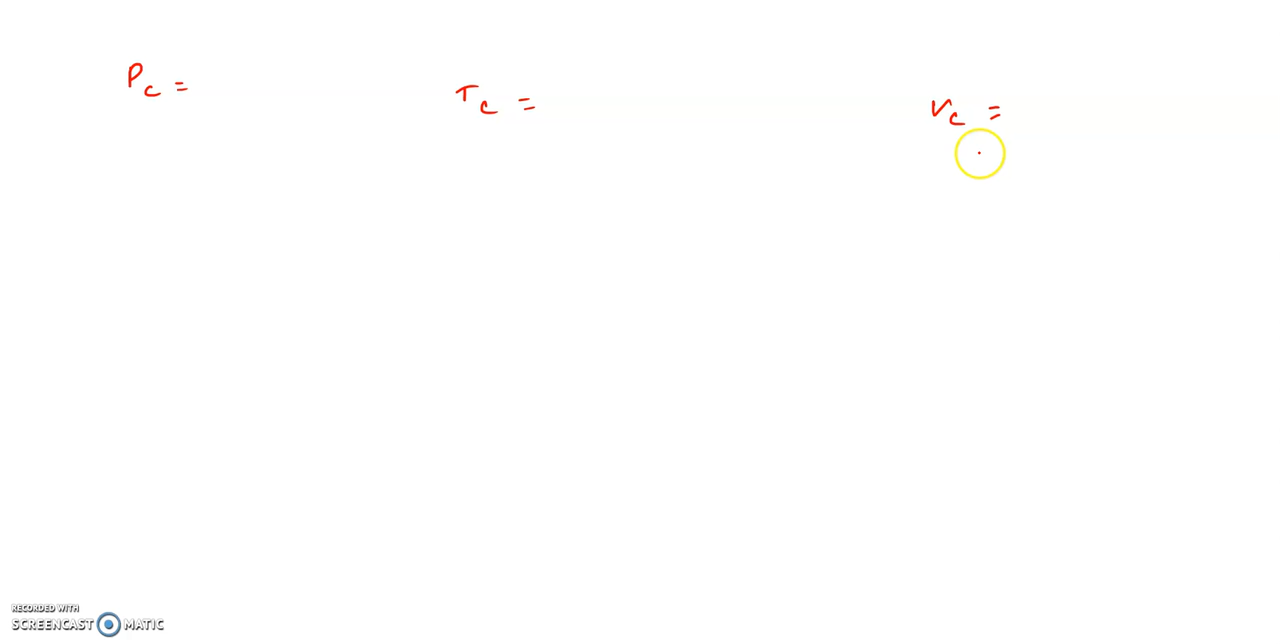 Pc =
Tc =
Vc =
RECORDED WITH
SCREENCAST MATIC